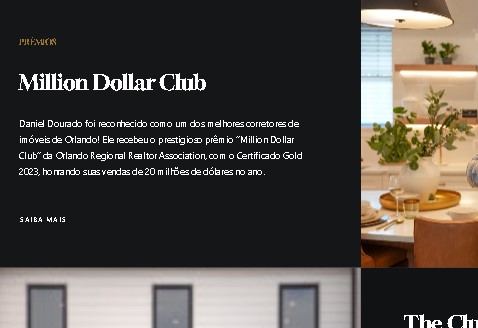 PRÊMIOS
Million Dollar Club
Daniel Dourado foi reconhecido como um dos melhores corretores de
imóveis de Orlando! Ele recebeu o prestigioso prêmio “Million Dollar
Club” da Orlando Regional Realtor Association, com o Certificado Gold
2023, honrando suas vendas de 20 milhões de dólares no ano.
SAIBA MAIS
The Clu